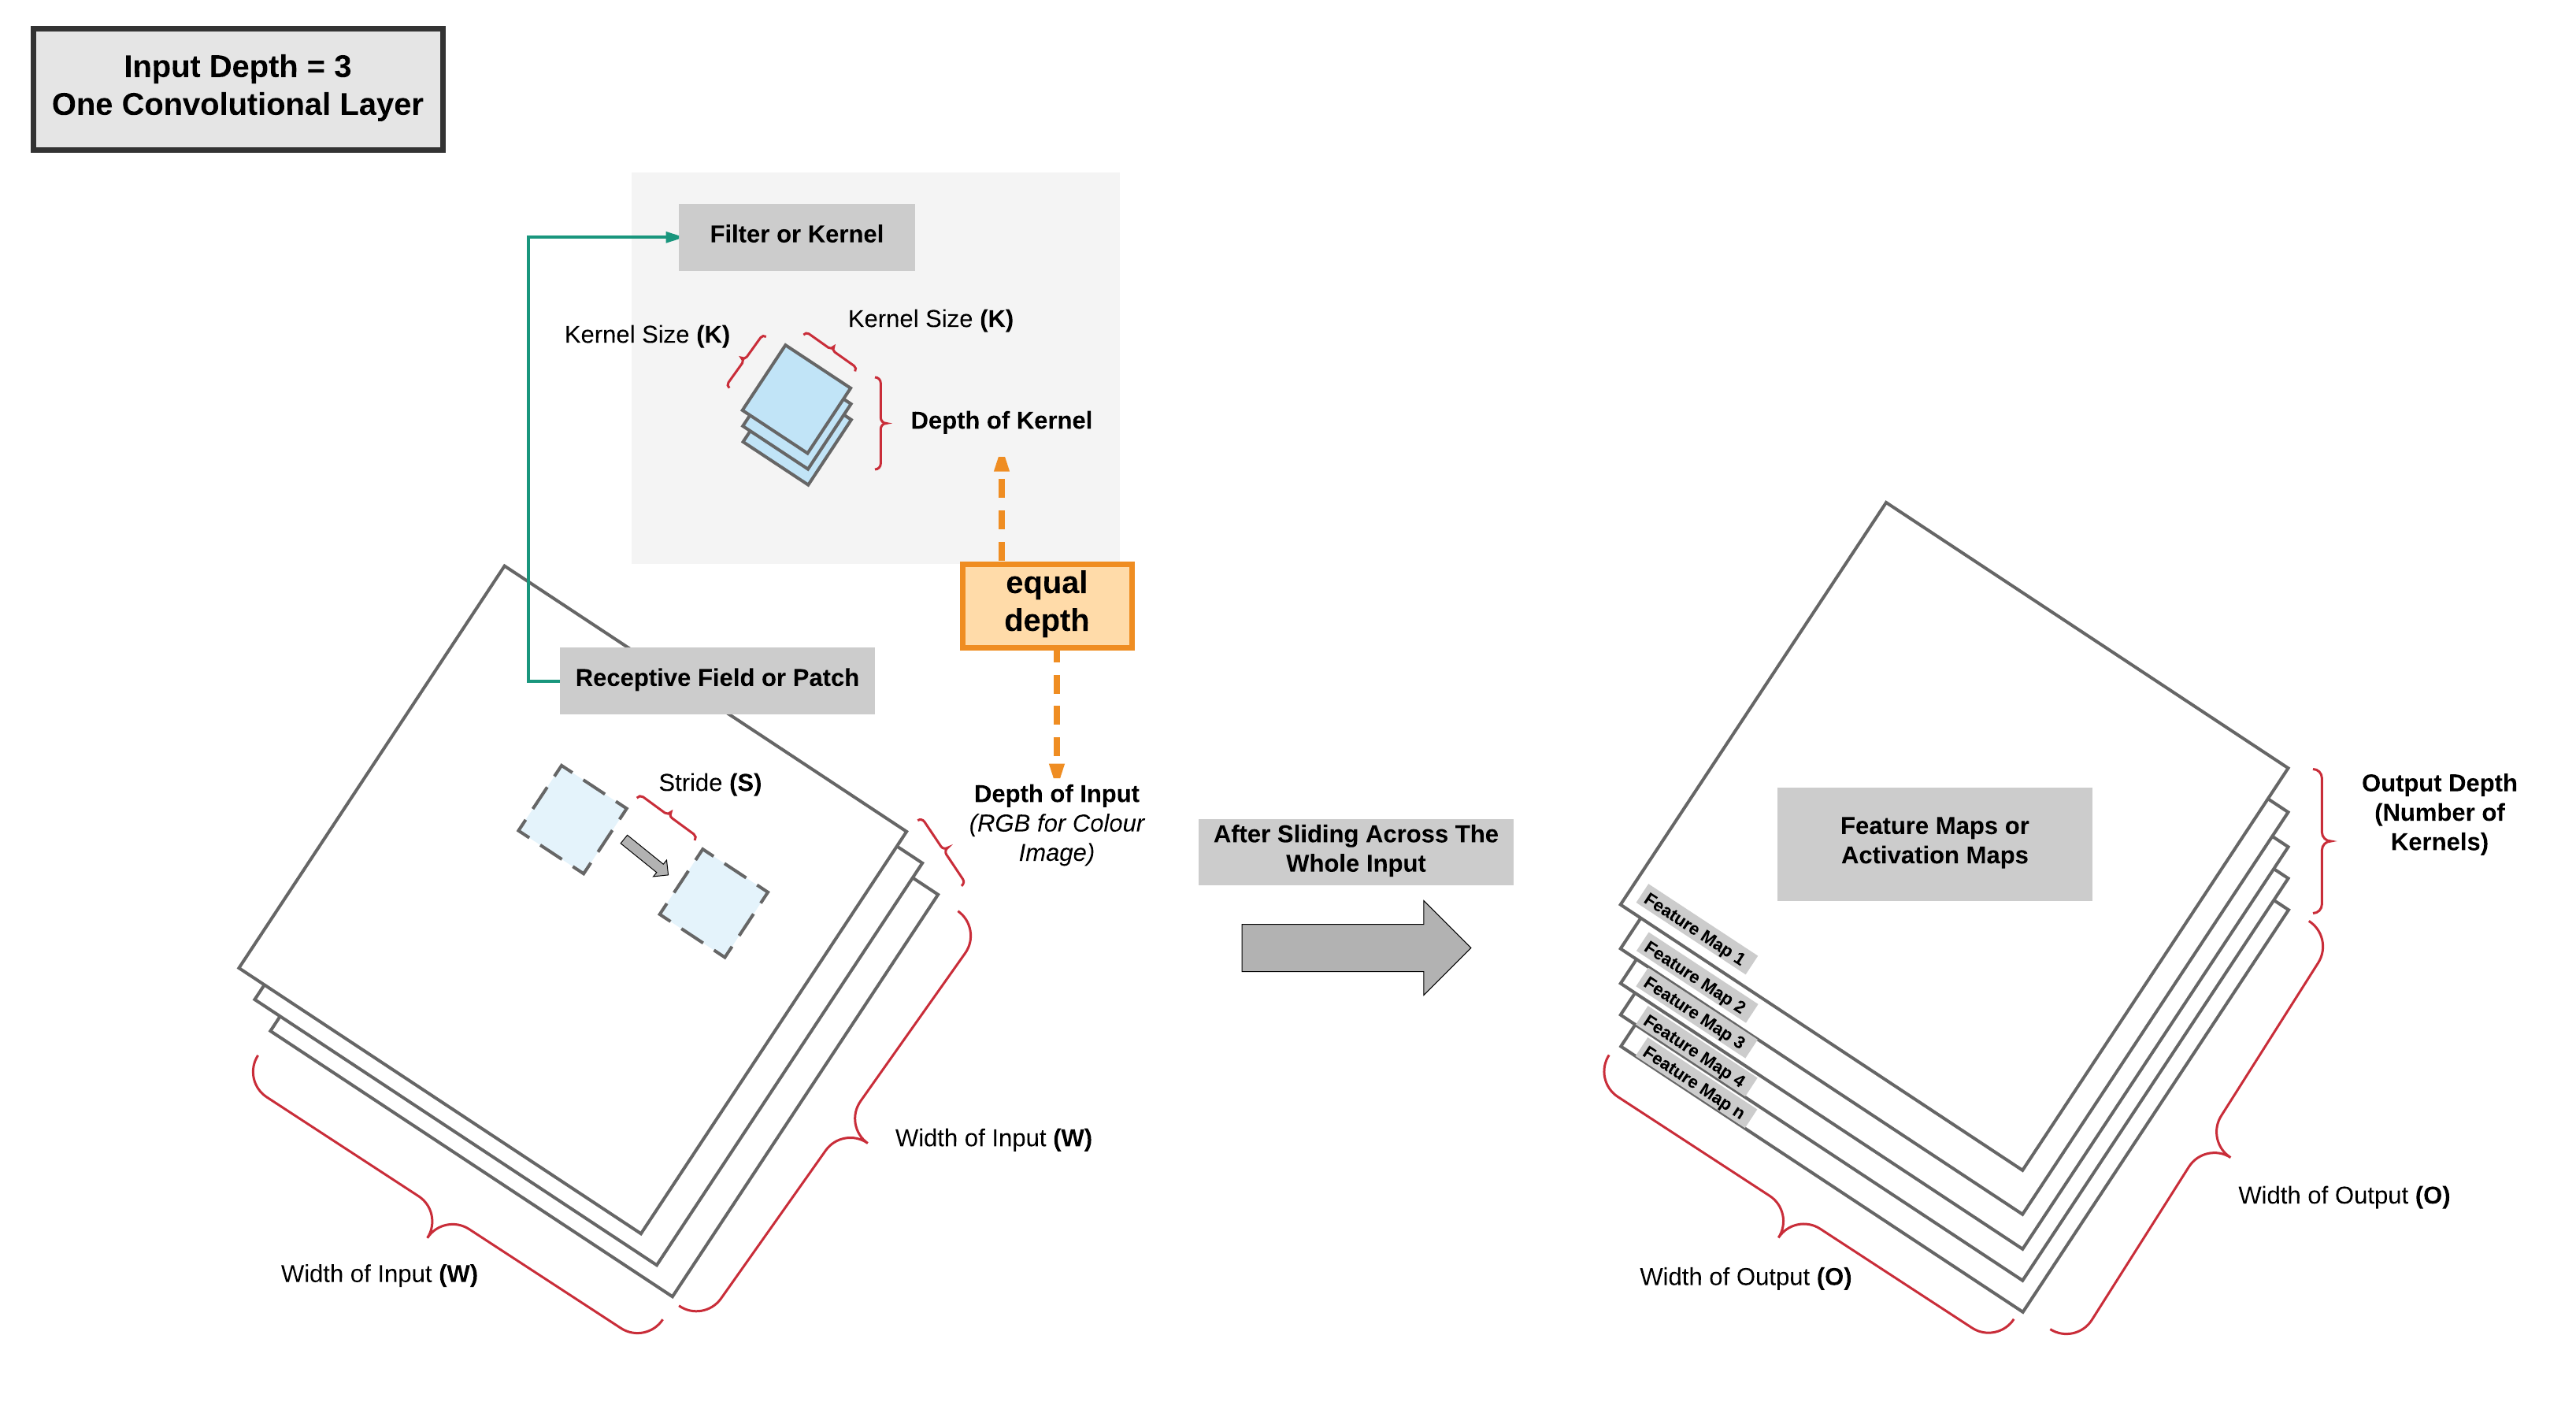 Input Depth = 3
One Convolutional Layer
Filter or Kernel
Kernel Size (K)
Kernel Size (K)
Depth of Kernel
equal
depth
Receptive Field or Patch
Stride (S)
Depth of Input
(RGB for Colour
Image)
Width of Input (W)
Width of Input (W)
After Sliding Across The
Whole Input
Feature Maps or
Activation Maps
Output Depth
(Number of
Kernels)
Feature Map 1
Feature Map 2
Feature Map 3
Feature Map 4
Feature Map n
Width of Output (O)
Width of Output (O)